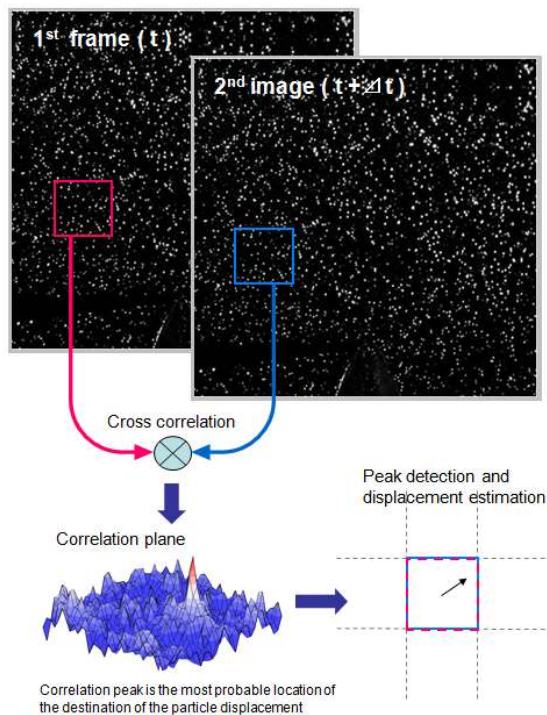 1st frame ( t )
2nd image ( t + ⊿ t )
Cross correlation
Peak detection and
displacement estimation
Correlation plane
Correlation peak is the most probable location of
the destination of the particle displacement